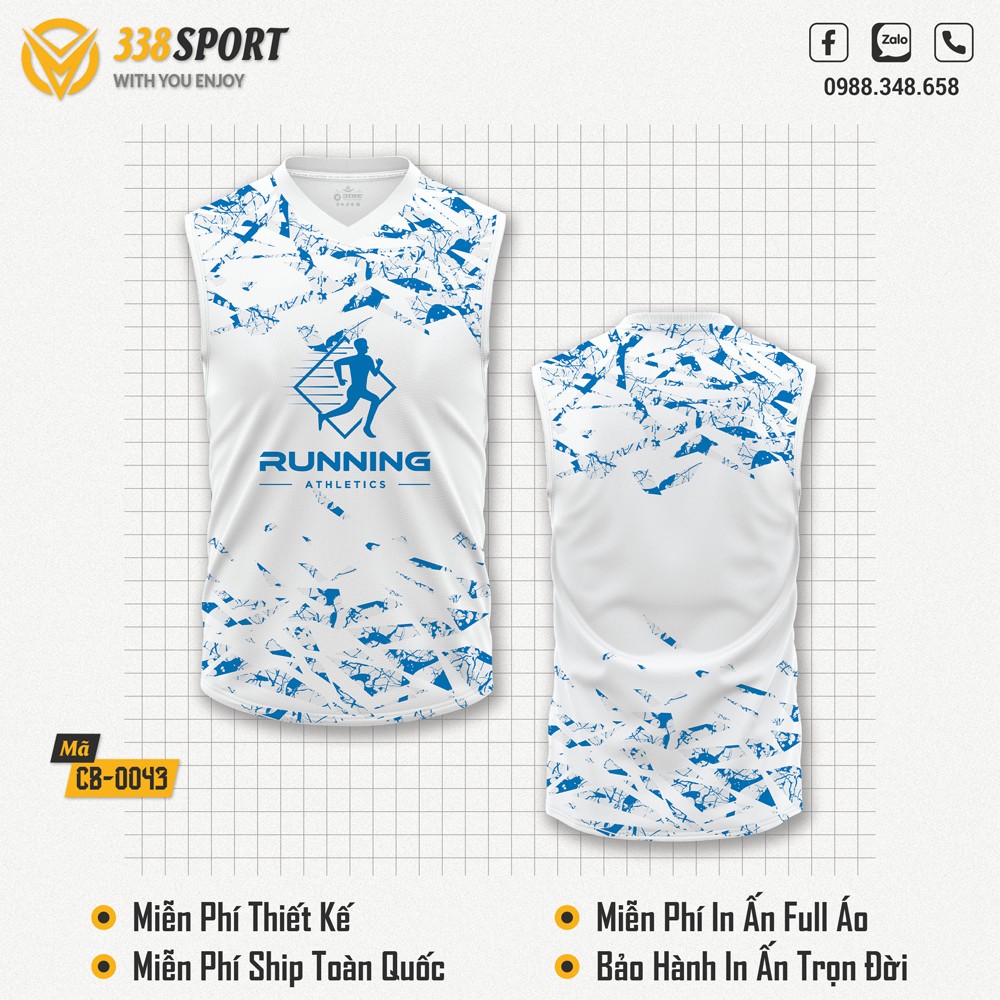 338SPORT
WITH YOU ENJOY
Zalo
0988.348.658
RUNNING
ATHLETICS
Mã
CB-0043
Miễn Phí Thiết Kế
Miễn Phí In Ấn Full Áo
Miễn Phí Ship Toàn Quốc
Bảo Hành In Ấn Trọn Đời